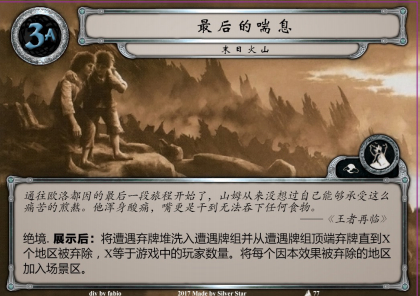 3A
最后的喘息
末日火山
通往欧洛都因的最后一段旅程开始了，山姆从来没想过自己能够承受这么
痛苦的煎熬。他浑身酸痛，嘴更是干到无法吞下任何食物。
——《王者再临》
绝境. 展示后：将遭遇弃牌堆洗入遭遇牌组并从遭遇牌组顶端弃牌直到X
个地区被弃除，X等于游戏中的玩家数量。将每个因本效果被弃除的地区
加入场景区。
diy by fabio
2017 Made by Silver Star
77